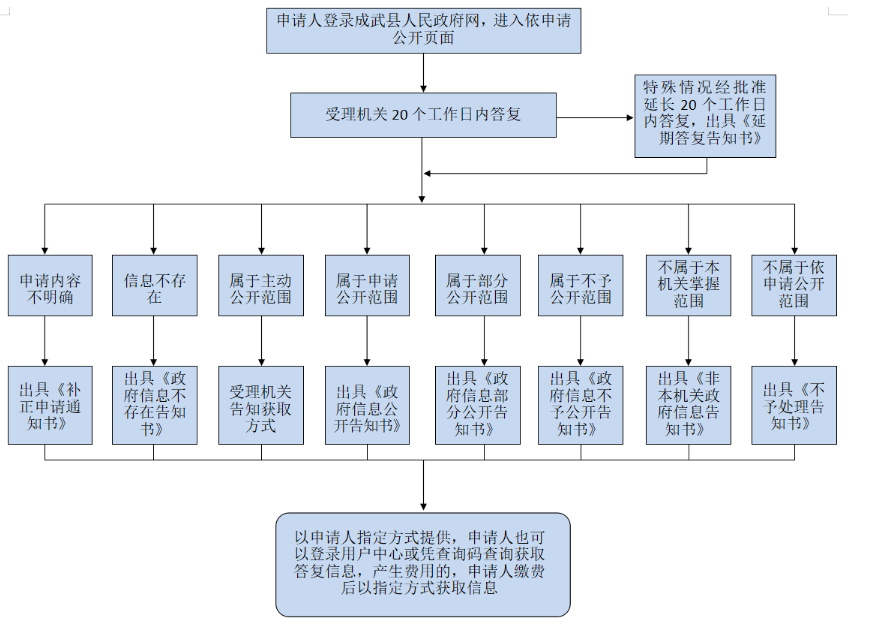 申请人登录成武县人民政府网，进入依申请
公开页面
受理机关 20 个工作日内答复
特殊情况经批准
延长 20 个工作日
内答复，出具《延
期答复告知书》
申请内容
不明确
信息不存
在
属于主动
公开范围
属于申请
公开范围
属于部分
公开范围
属于不予
公开范围
不属于本
机关掌握
范围
不属于依
申请公开
范围
出具《补
正申请通
知书》
出具《政
府信息不
存在告知
书》
受理机关
告知获取
方式
出具《政
府信息公
开告知书》
出具《政
府信息部
分公开告
知书》
出具《政
府信息不
予公开告
知书》
出具《非
本机关政
府信息告
知书》
出具《不
予处理告
知书》
以申请人指定方式提供，申请人也可
以登录用户中心或凭查询码查询获取
答复信息，产生费用的，申请人缴费
后以指定方式获取信息